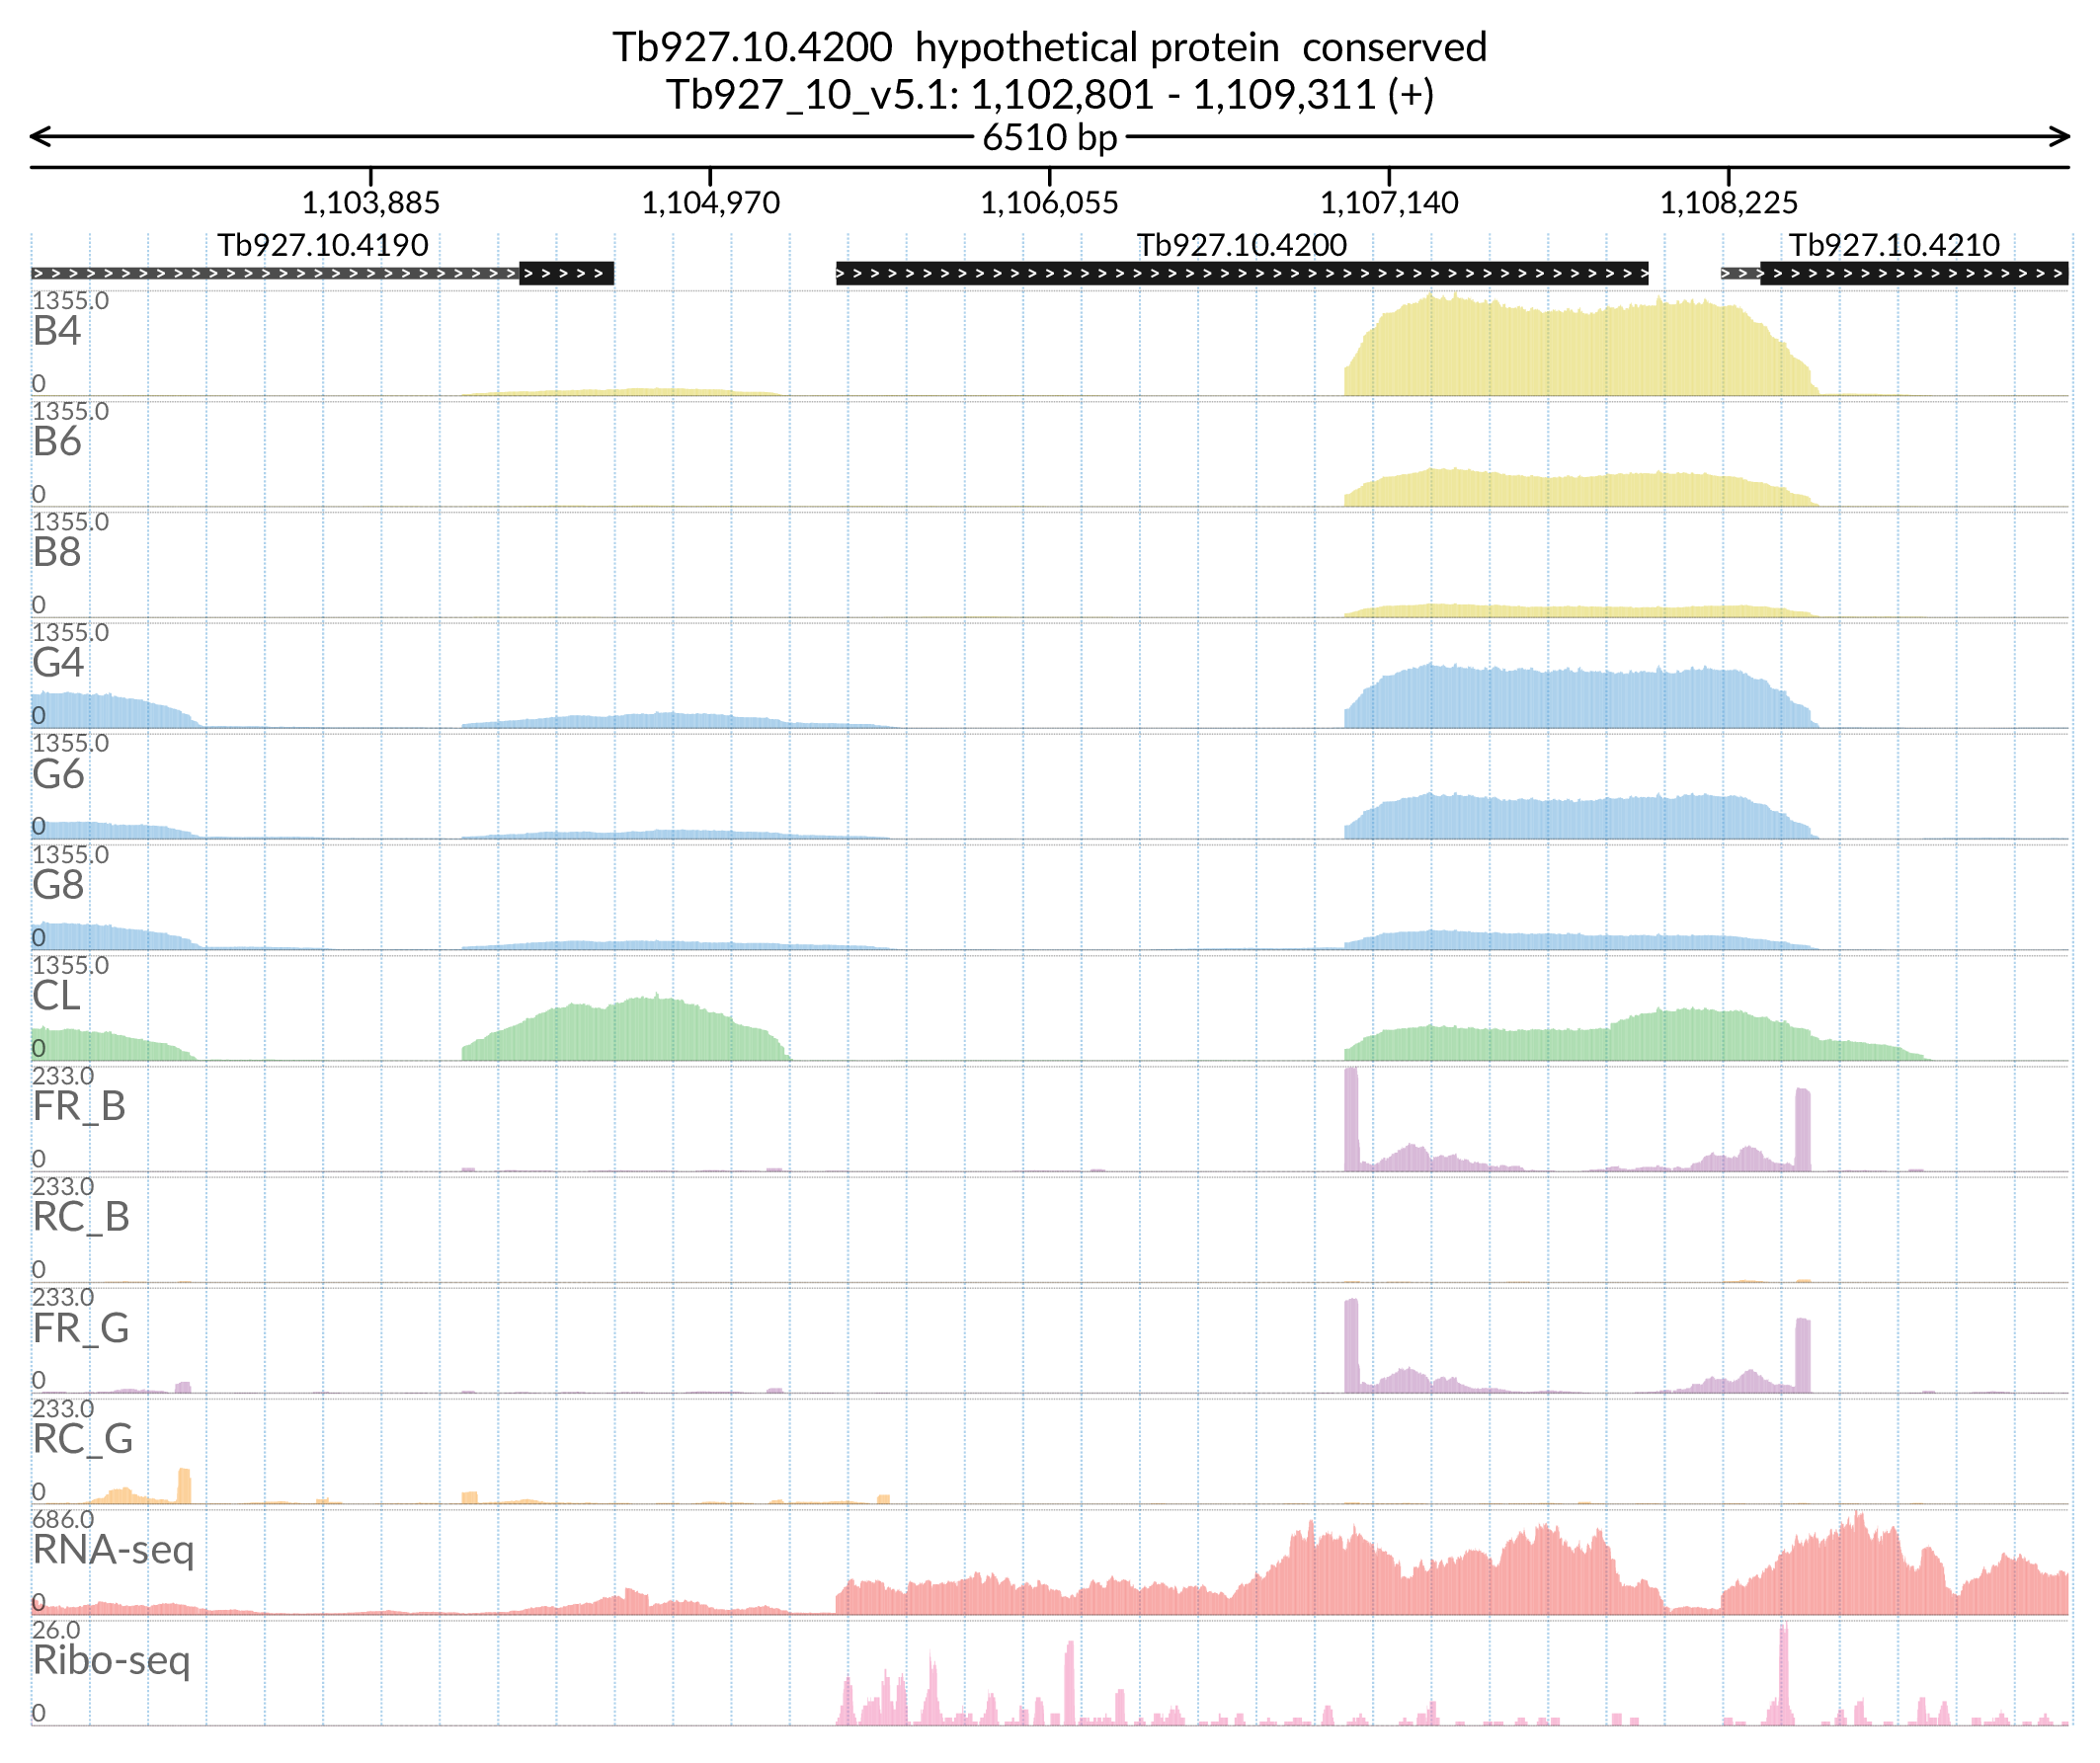 Tb927.10.4200 hypothetical protein conserved
Tb927_10_v5.1: 1,102,801 - 1,109,311 (+)
6510 bp
1,103,885 1,104,970 1,106,055 1,107,140 1,108,225
Tb927.10.4190 Tb927.10.4200 Tb927.10.4210
1355.0
B4
0
1355.0
B6
0
1355.0
B8
0
1355.0
G4
0
1355.0
G6
0
1355.0
G8
0
1355.0
CL
0
233.0
FR_B
0
233.0
RC_B
0
233.0
FR_G
0
233.0
RC_G
0
686.0
RNA-seq
0
26.0
Ribo-seq
0